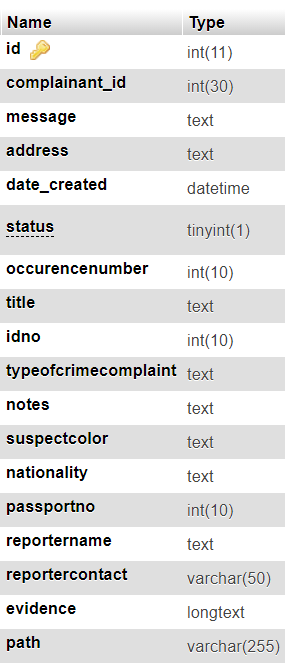 Name Type
id int(11)
complainant_id int(30)
message text
address text
date_created datetime
status tinyint(1)
occurencenumber int(10)
title text
idno int(10)
typeofcrimecomplaint text
notes text
suspectcolor text
nationality text
passportno int(10)
reportername text
reportercontact varchar(50)
evidence longtext
path varchar(255)